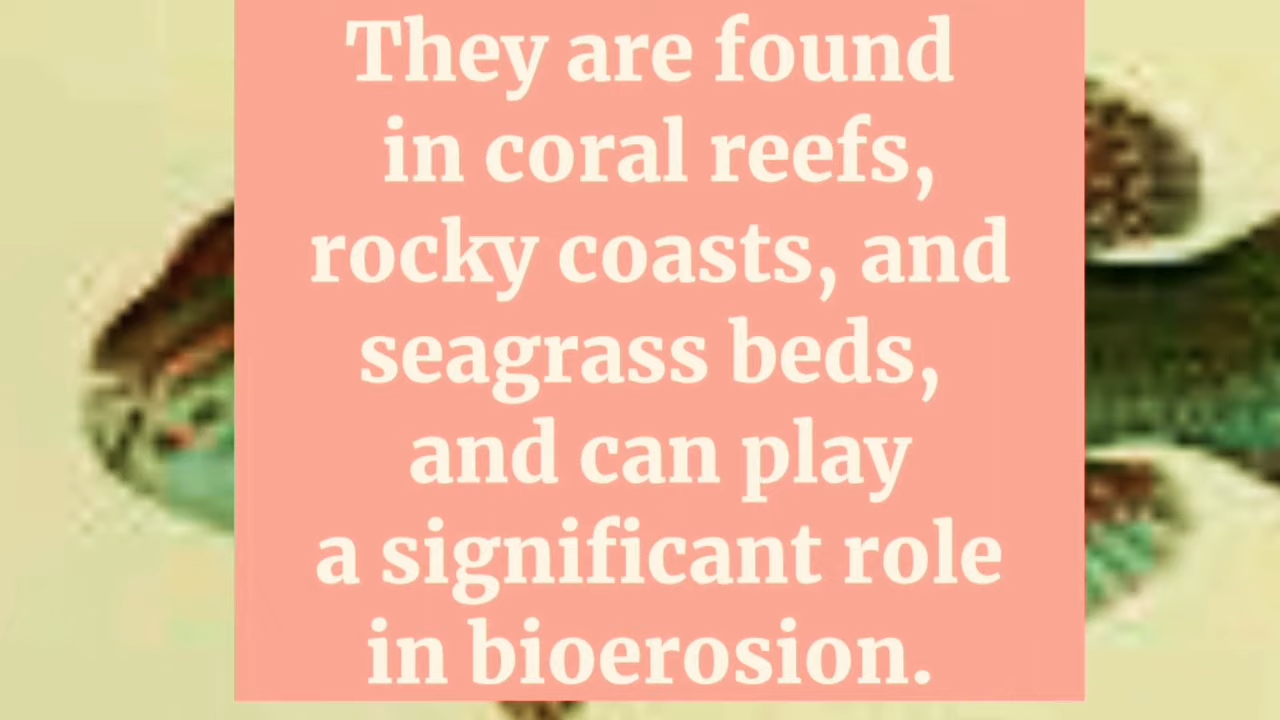 They are found
in coral reefs,
rocky coasts, and
seagrass beds,
and can play
a significant role
in bioerosion.